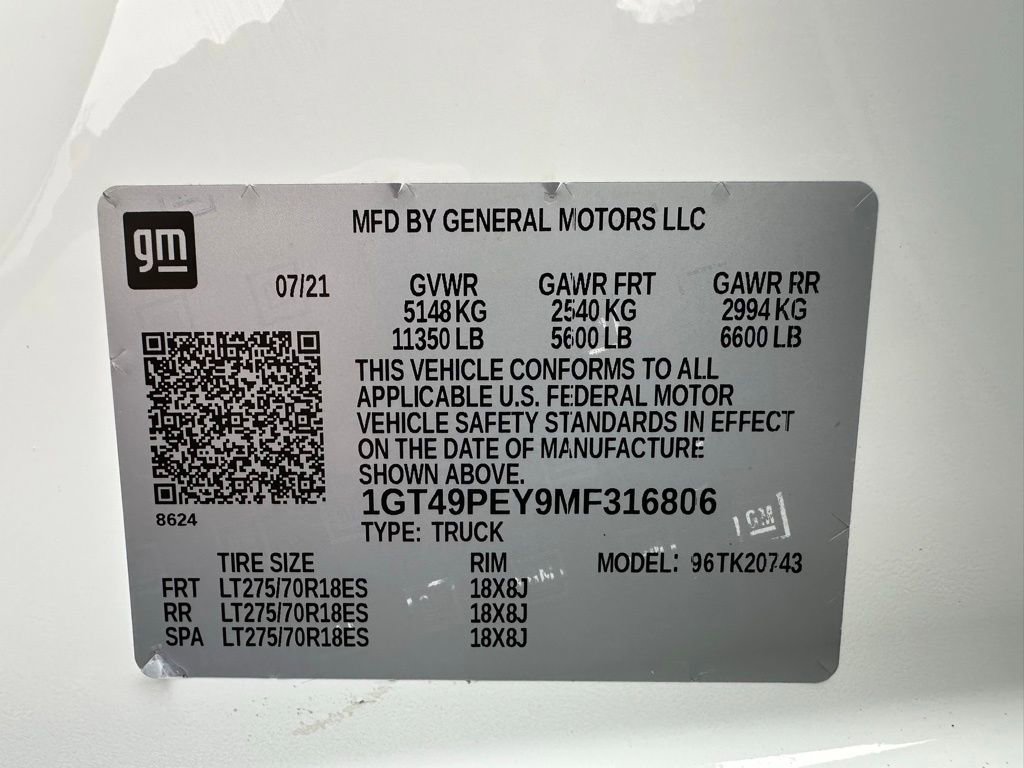 gm
MFD BY GENERAL MOTORS LLC
07/21 GVWR GAWR FRT GAWR RR
5148 KG 2540 KG 2994 KG
11350 LB 5600 LB 6600 LB
THIS VEHICLE CONFORMS TO ALL
APPLICABLE U.S. FEDERAL MOTOR
VEHICLE SAFETY STANDARDS IN EFFECT
ON THE DATE OF MANUFACTURE
SHOWN ABOVE.
8624
1GT49PEY9MF316806
TYPE: TRUCK
GM
TIRE SIZE RIM MODEL: 96TK20743
FRT LT275/70R18ES 18X8J
RR LT275/70R18ES 18X8J
SPA LT275/70R18ES 18X8J